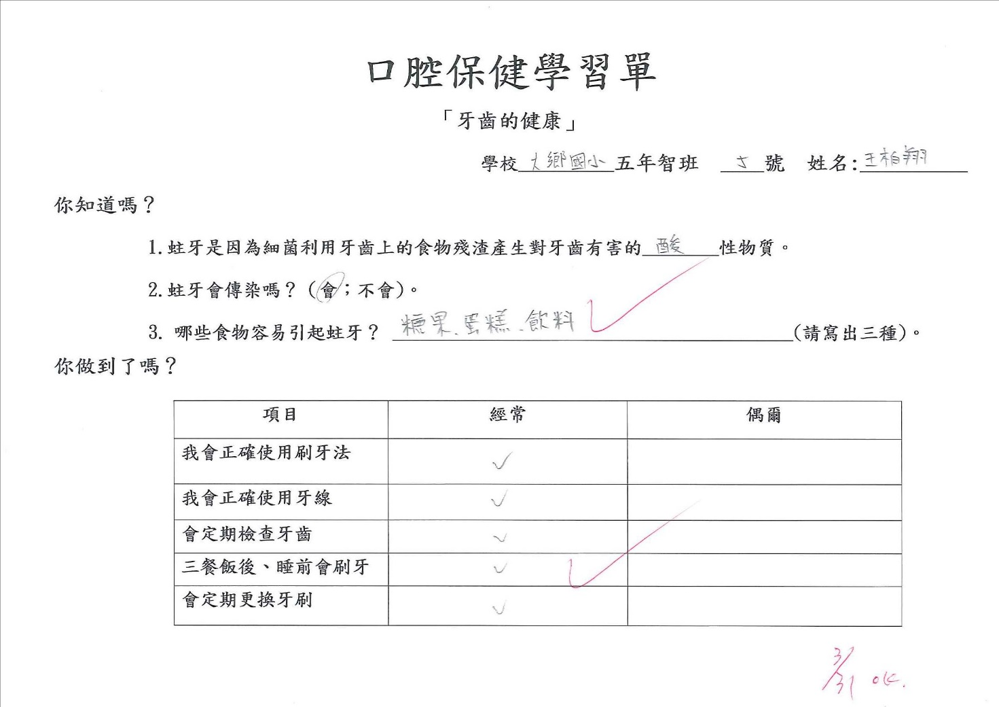 口腔保健學習單
「牙齒的健康」
學校 大鄉國小 五年智班 5 號 姓名: 王柏翔
你知道嗎？
1. 蛀牙是因為細菌利用牙齒上的食物殘渣產生對牙齒有害的 酸 性物質。
2. 蛀牙會傳染嗎？(會；不會)。
3. 哪些食物容易引起蛀牙？ 糖果、蛋糕、飲料 (請寫出三種)。
你做到了嗎？
項目 經常 偶爾
我會正確使用刷牙法 ✓
我會正確使用牙線 ✓
會定期檢查牙齒 ✓
三餐飯後、睡前會刷牙 ✓
會定期更換牙刷 ✓
3/31 OK.